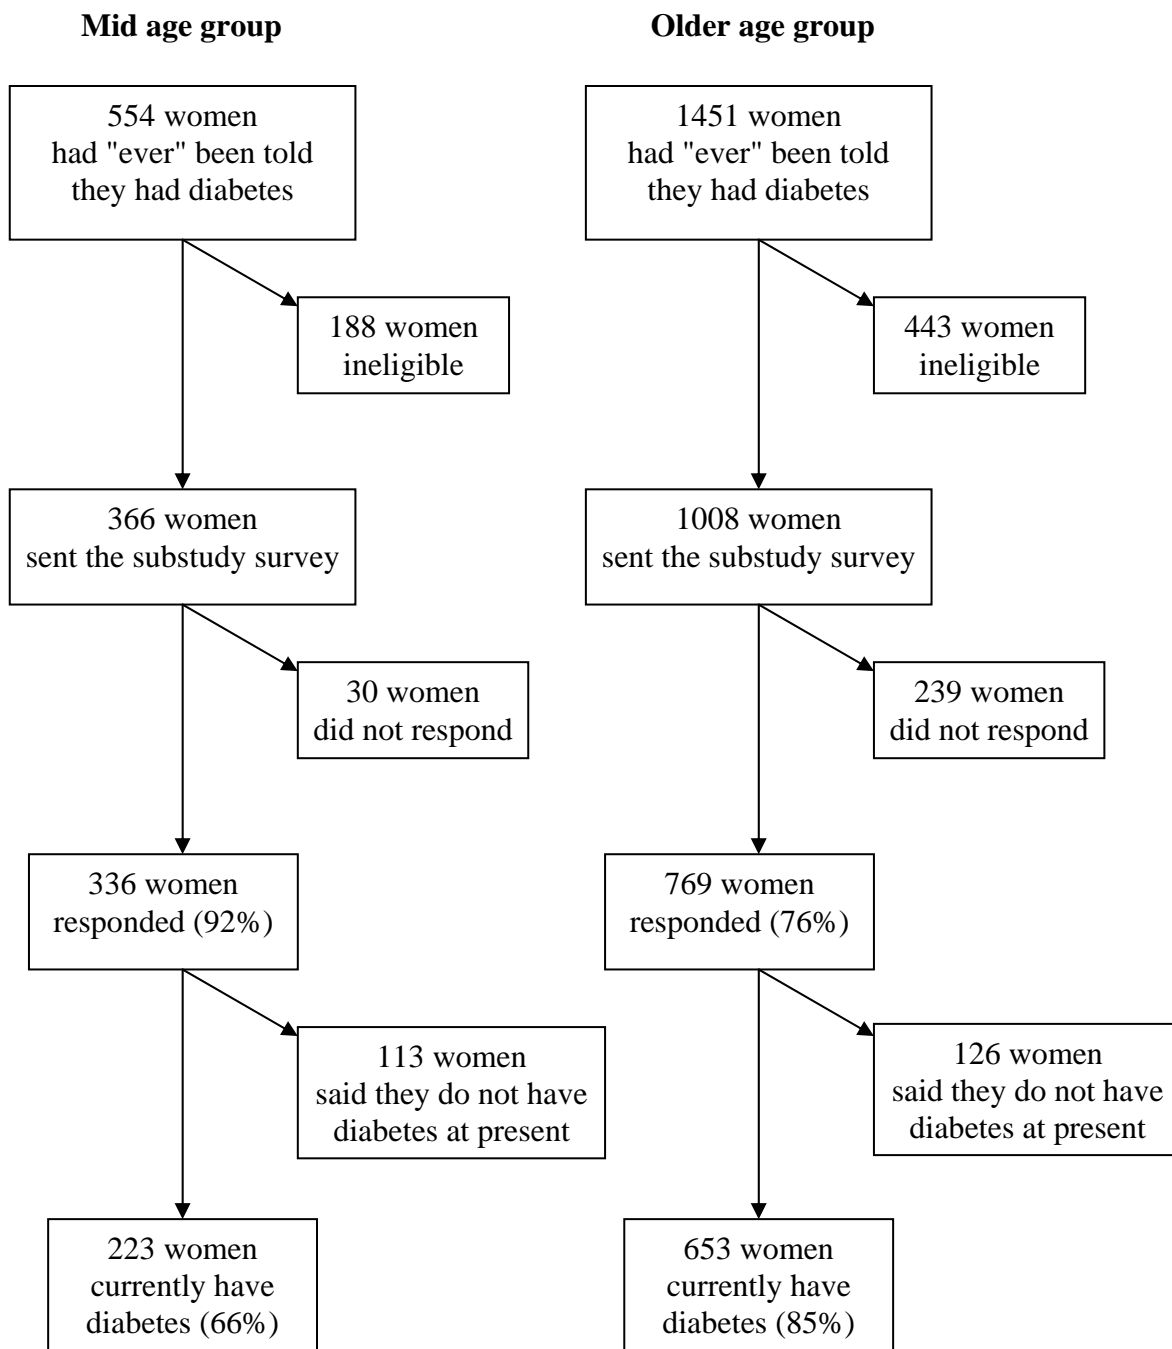 Mid age group
554 women
had "ever" been told
they had diabetes
188 women
ineligible
366 women
sent the substudy survey
30 women
did not respond
336 women
responded (92%)
113 women
said they do not have
diabetes at present
223 women
currently have
diabetes (66%)
Older age group
1451 women
had "ever" been told
they had diabetes
443 women
ineligible
1008 women
sent the substudy survey
239 women
did not respond
769 women
responded (76%)
126 women
said they do not have
diabetes at present
653 women
currently have
diabetes (85%)